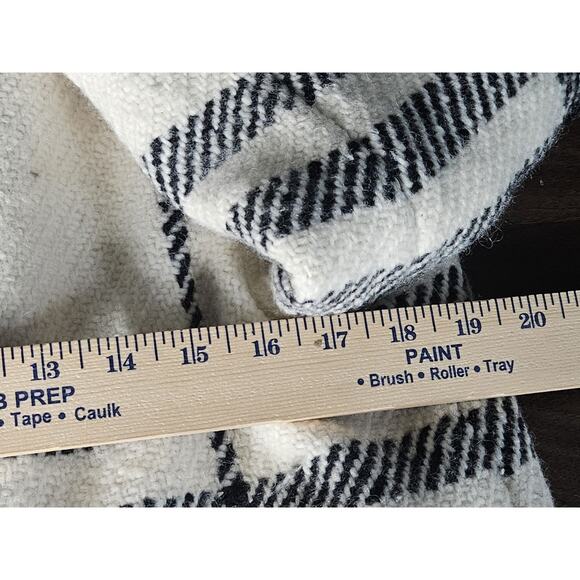 13 14 15 16 17 18 19 20
B PREP
• Tape • Caulk
PAINT
• Brush • Roller • Tray